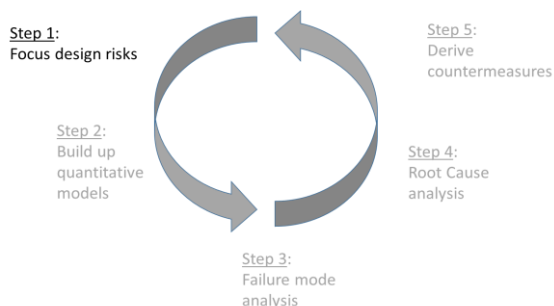 Step 1:
Focus design risks
Step 2:
Build up
quantitative
models
Step 3:
Failure mode
analysis
Step 4:
Root Cause
analysis
Step 5:
Derive
countermeasures